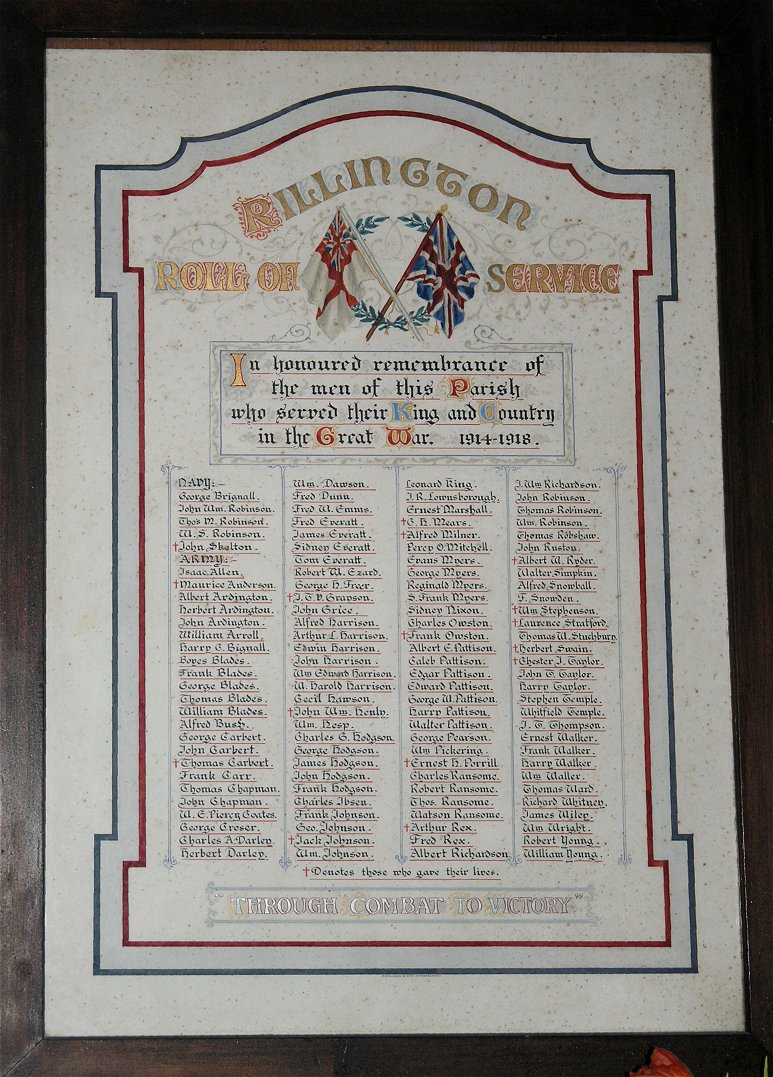 RILLINGTON
ROLL OF SERVICE
In honoured remembrance of
the men of this Parish
who served their King and Country
in the Great War. 1914-1918.
NAVY:-
George Brignall.
John Wm. Robinson.
Thos M. Robinson.
W. S. Robinson.
†John Skelton.
ARMY:-
Isaac Allen.
†Maurice Anderson.
Albert Ardington.
Herbert Ardington.
John Ardington.
William Arroll.
Harry C. Bignall.
Boyes Blades.
Frank Blades.
George Blades.
Thomas Blades.
William Blades.
Alfred Bush.
George Carbert.
John Carbert.
†Thomas Carbert.
Frank Carr.
Thomas Chapman.
John Chapman.
W. E. Piercy Coates.
George Croser.
Charles A. Darley.
Herbert Darley.
Wm. Dawson.
Fred Dunn.
Fred W. Emms.
Fred Everatt.
James Everatt.
Sidney Everatt.
Tom Everatt.
Robert W. Ezard.
George H. Freer.
†J. T. V. Grayson.
John Grice.
Alfred Harrison.
Arthur L. Harrison.
Edwin Harrison.
John Harrison.
Wm Edward Harrison.
W. Harold Harrison.
Cecil Hawson.
†John Wm. Henly.
Wm. Hesp.
Charles G. Hodgson.
George Hodgson.
James Hodgson.
John Hodgson.
Frank Hodgson.
Charles Ibsen.
Frank Johnson.
Geo. Johnson.
†Jack Johnson.
Wm. Johnson.
Leonard King.
J. R. Lownsborough.
Ernest Marshall.
†G. H. Mears.
†Alfred Milner.
Percy O. Mitchell.
Evans Myers.
George Myers.
Reginald Myers.
S. Frank Myers.
Sidney Nixon.
Charles Owston.
†Frank Owston.
Albert E. Pattison.
Caleb Pattison.
Edgar Pattison.
Edward Pattison.
George W. Pattison.
Harry Pattison.
Walter Pattison.
George Pearson.
Wm Pickering.
†Ernest H. Porrill.
Charles Ransome.
Robert Ransome.
Thos. Ransome.
Watson Ransome.
†Arthur Rex.
Fred Rex.
Albert Richardson.
J. Wm Richardson.
John Robinson.
Thomas Robinson.
Wm. Robinson.
Thomas Robshaw.
John Ruston.
†Albert W. Ryder.
Walter Simpkin.
Alfred Snowball.
F. Snowden.
†Wm Stephenson.
†Laurence Stratford.
Thomas W. Stuchbury.
†Herbert Swain.
†Chester J. Taylor.
John T. Taylor.
Harry Taylor.
Stephen Temple.
Whitfield Temple.
J. T. Thompson.
Ernest Walker.
Frank Walker.
Harry Walker.
Wm Waller.
Thomas Ward.
Richard Whitney.
James Wiley.
Wm Wright.
Robert Young.
William Young.
†Denotes those who gave their lives.
"THROUGH COMBAT TO VICTORY"